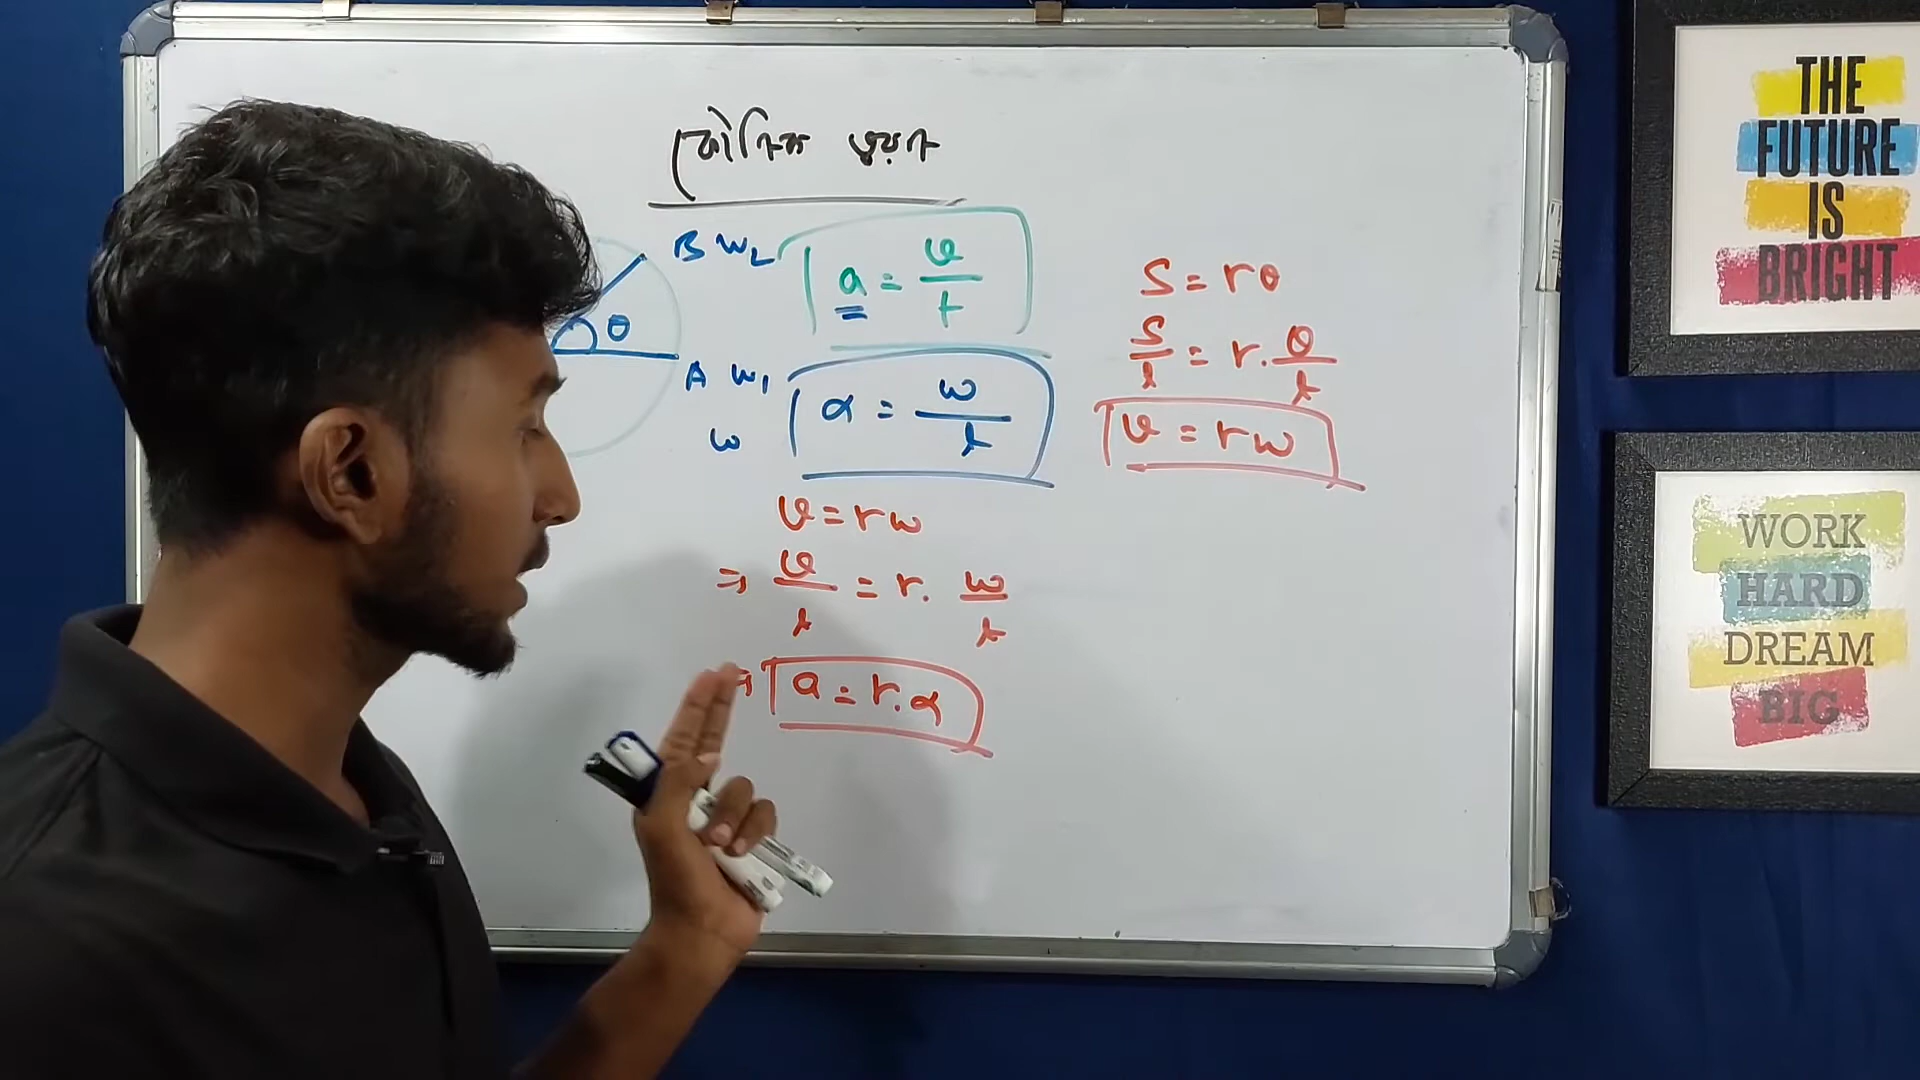 কৌনিক ত্বরণ
B ω₂
θ
A ω₁
ω
a = v/t
α = ω/t
v = rω
⇒ v/t = r. ω/t
⇒ a = r.α
S = rθ
S/t = r. θ/t
v = rω
THE
FUTURE
IS
BRIGHT
WORK
HARD
DREAM
BIG